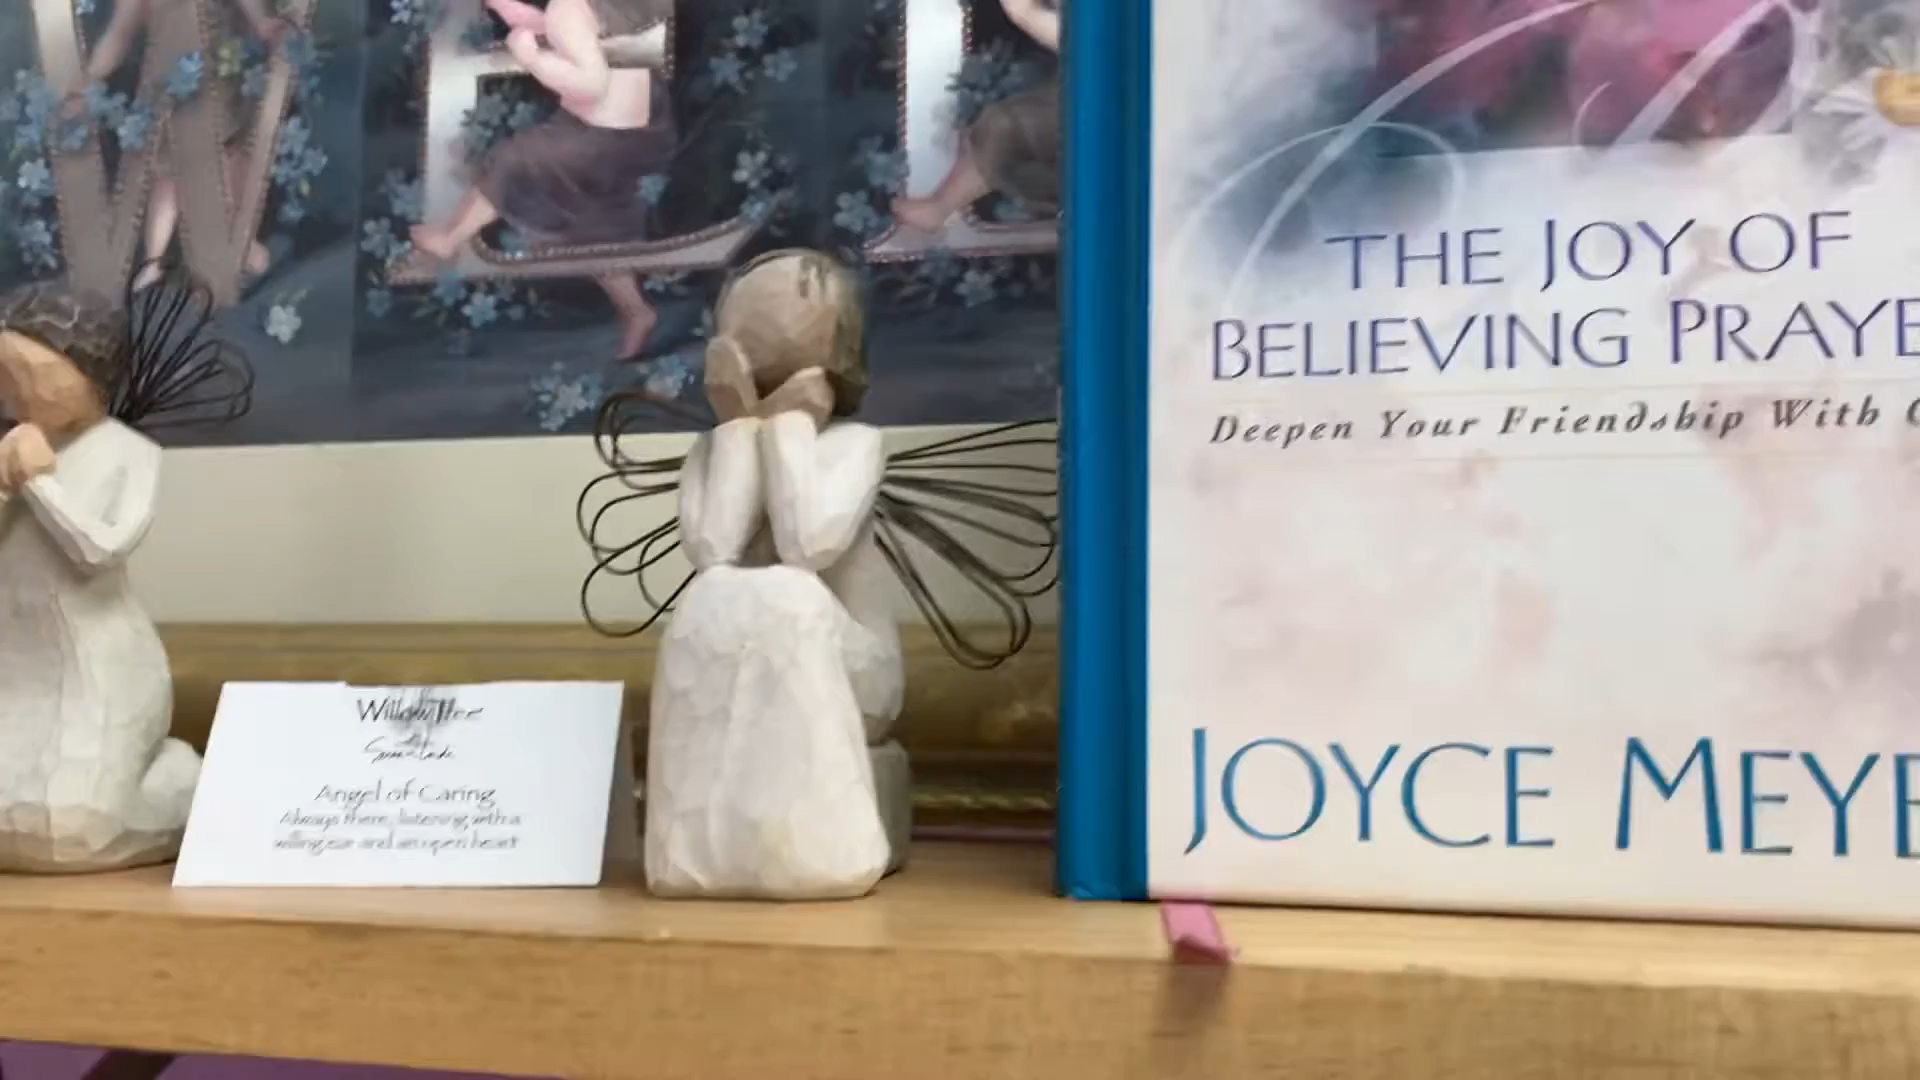 THE JOY OF
BELIEVING PRAYE
Deepen Your Friendship With
JOYCE MEYE
Willow Tree
Angel of Caring
Always there, listening with a
willing ear and an open heart